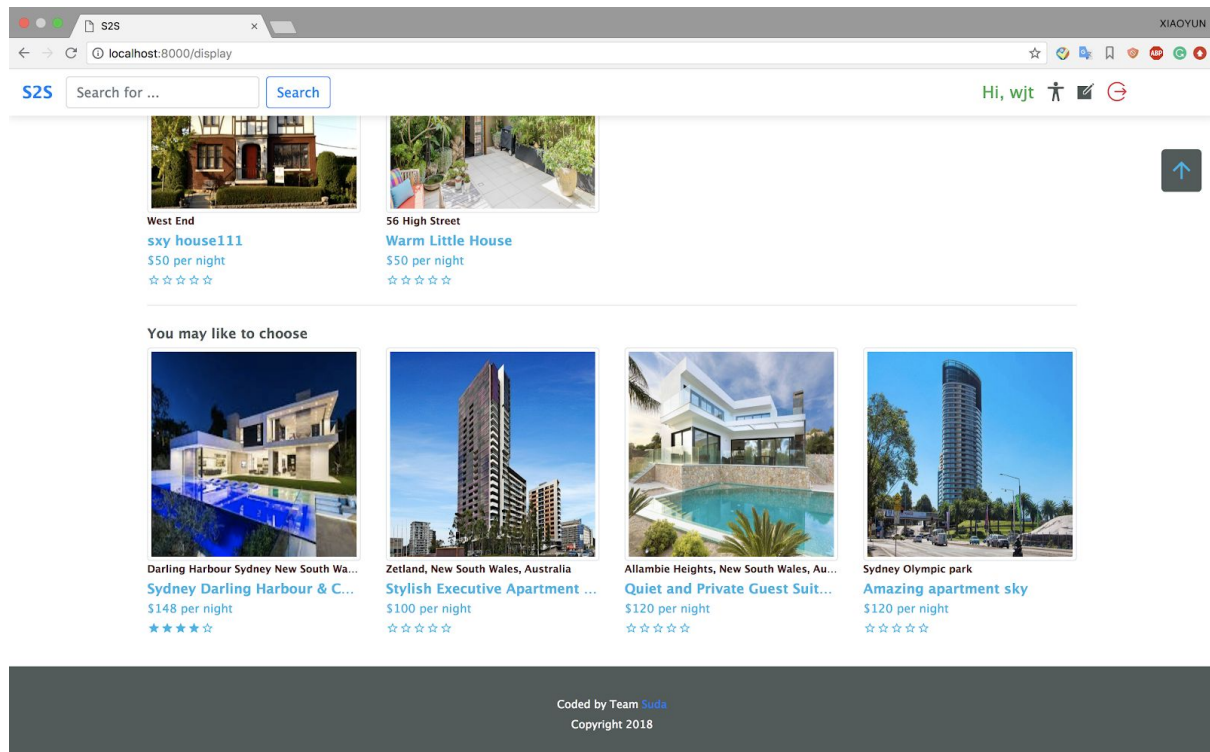 S2S
XIAOYUN
localhost:8000/display
ABP
S2S
Search for ...
Search
Hi, wjt
West End
sxy house111
$50 per night
56 High Street
Warm Little House
$50 per night
You may like to choose
Darling Harbour Sydney New South Wa...
Sydney Darling Harbour & C...
$148 per night
Zetland, New South Wales, Australia
Stylish Executive Apartment ...
$100 per night
Allambie Heights, New South Wales, Au...
Quiet and Private Guest Suit...
$120 per night
Sydney Olympic park
Amazing apartment sky
$120 per night
Coded by Team Suda
Copyright 2018